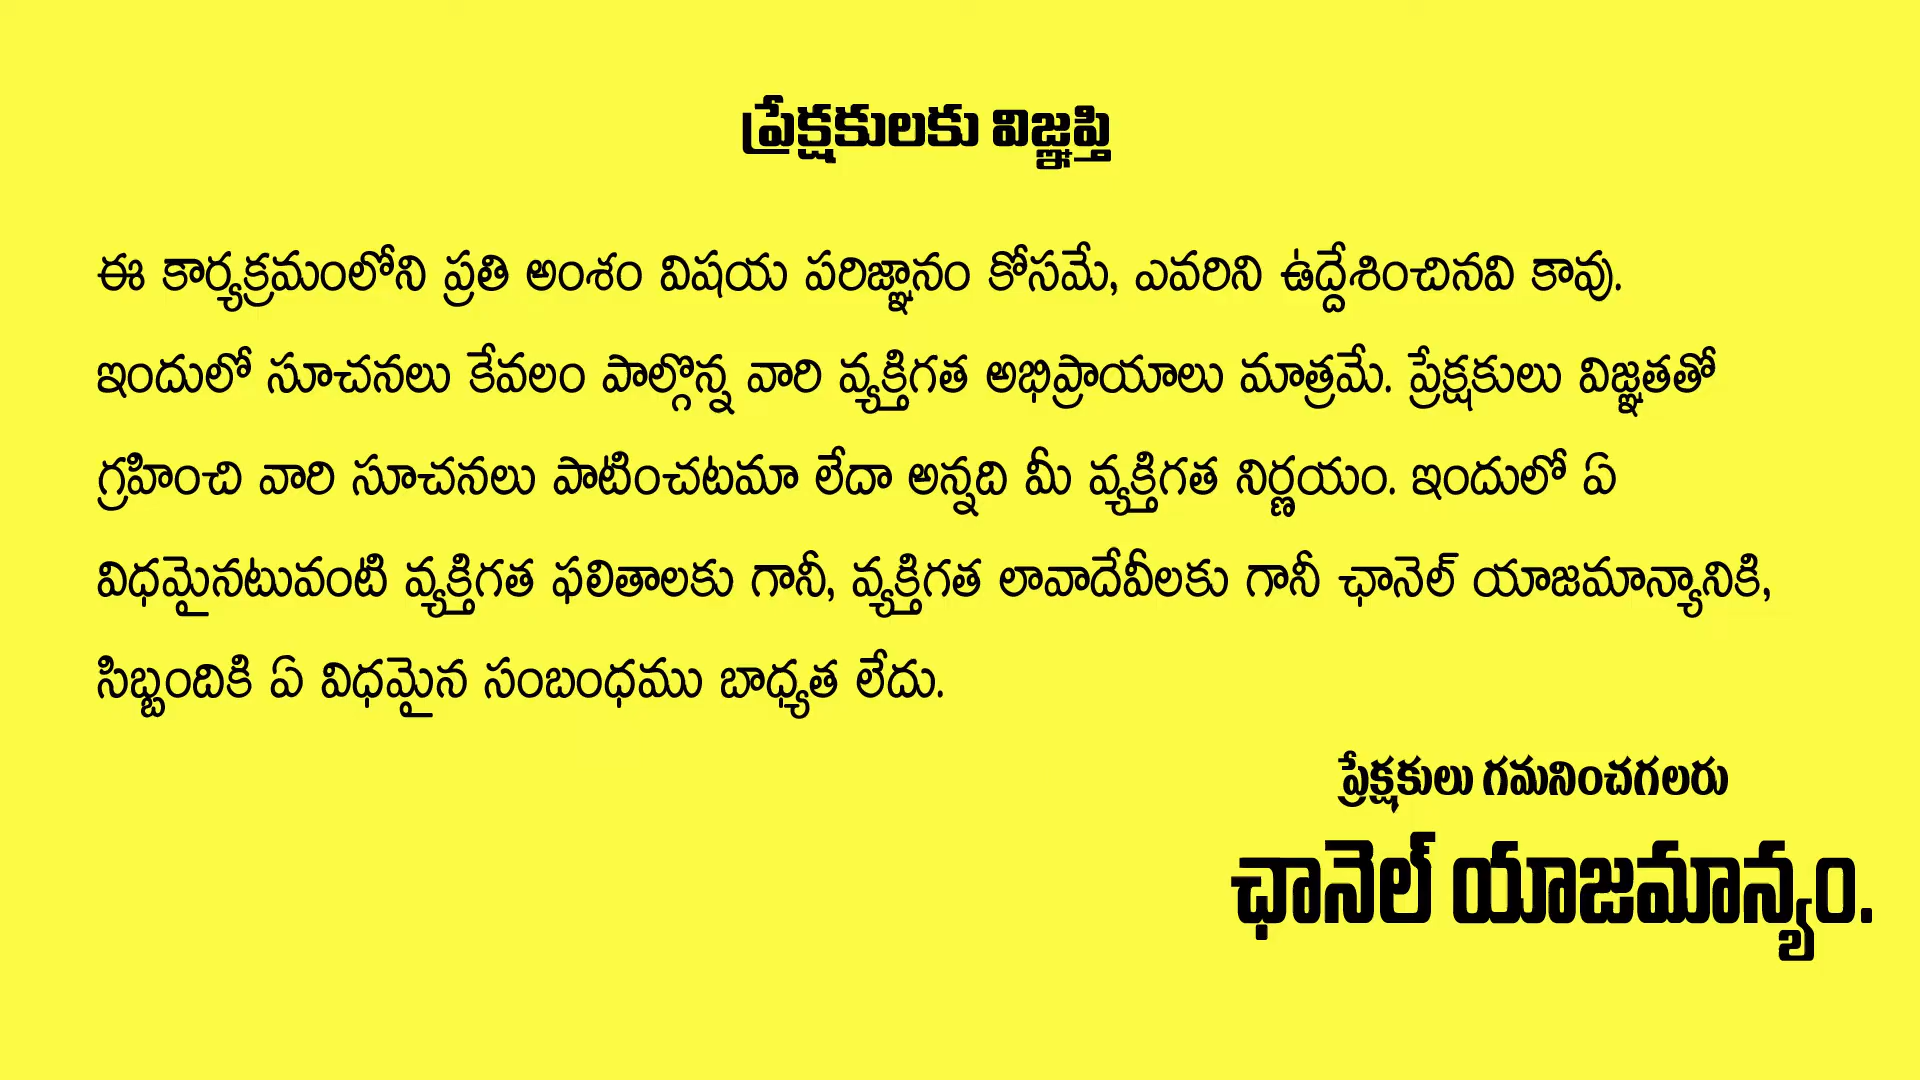 ప్రేక్షకులకు విజ్ఞప్తి
ఈ కార్యక్రమంలోని ప్రతి అంశం విషయ పరిజ్ఞానం కోసమే, ఎవరిని ఉద్దేశించినవి కావు.
ఇందులో సూచనలు కేవలం పాల్గొన్న వారి వ్యక్తిగత అభిప్రాయాలు మాత్రమే. ప్రేక్షకులు విజ్ఞతతో
గ్రహించి వారి సూచనలు పాటించటమా లేదా అన్నది మీ వ్యక్తిగత నిర్ణయం. ఇందులో ఏ
విధమైనటువంటి వ్యక్తిగత ఫలితాలకు గానీ, వ్యక్తిగత లావాదేవీలకు గానీ ఛానెల్ యాజమాన్యానికి,
సిబ్బందికి ఏ విధమైన సంబంధము బాధ్యత లేదు.
ప్రేక్షకులు గమనించగలరు
ఛానెల్ యాజమాన్యం.